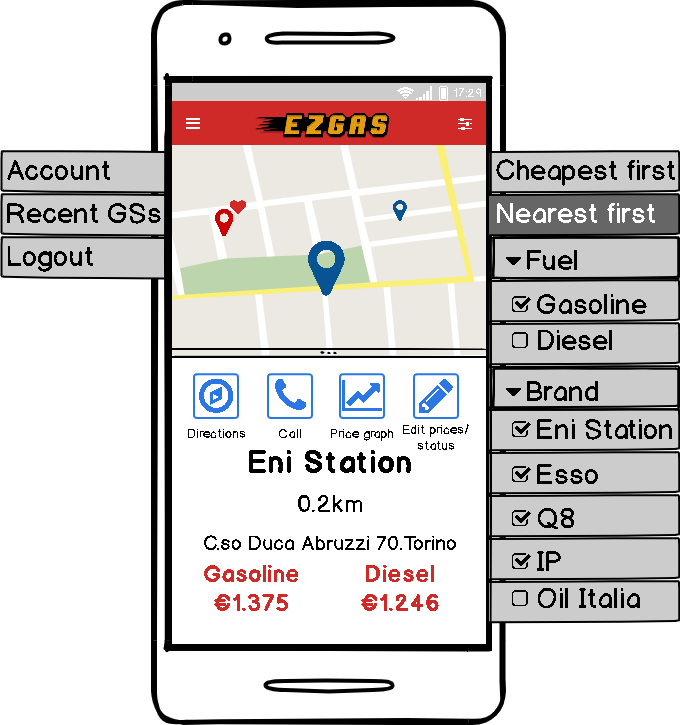 17:29
EZGAS
Account
Recent GSs
Logout
Cheapest first
Nearest first
Fuel
Gasoline
Diesel
Brand
Eni Station
Esso
Q8
IP
Oil Italia
Directions
Call
Price graph
Edit prices/
status
Eni Station
0.2km
C.so Duca Abruzzi 70.Torino
Gasoline Diesel
€1.375 €1.246